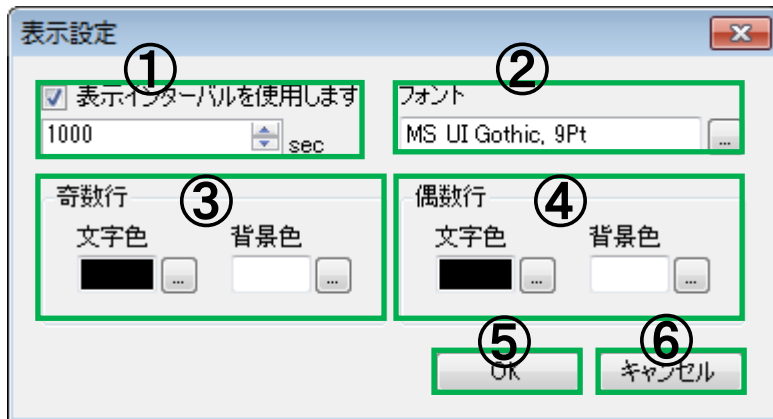 表示設定
① ②
表示インターバルを使用します フォント
1000 sec MS UI Gothic, 9Pt ...
③ ④
奇数行 偶数行
文字色 背景色 文字色 背景色
... ... ... ...
⑤ ⑥
OK キャンセル